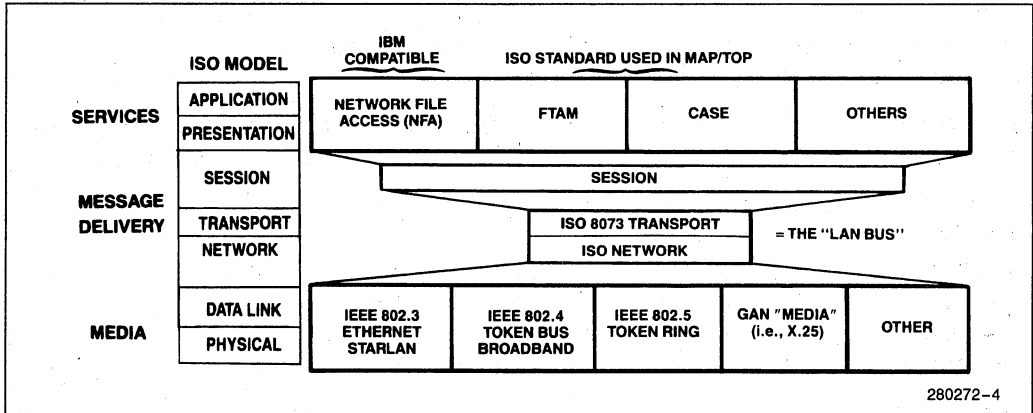 IBM
COMPATIBLE
ISO STANDARD USED IN MAP/TOP
ISO MODEL
SERVICES
APPLICATION
PRESENTATION
NETWORK FILE
ACCESS (NFA)
FTAM
CASE
OTHERS
MESSAGE
DELIVERY
SESSION
TRANSPORT
NETWORK
SESSION
ISO 8073 TRANSPORT
ISO NETWORK
= THE "LAN BUS"
MEDIA
DATA LINK
PHYSICAL
IEEE 802.3
ETHERNET
STARLAN
IEEE 802.4
TOKEN BUS
BROADBAND
IEEE 802.5
TOKEN RING
GAN "MEDIA"
(i.e., X.25)
OTHER
280272-4